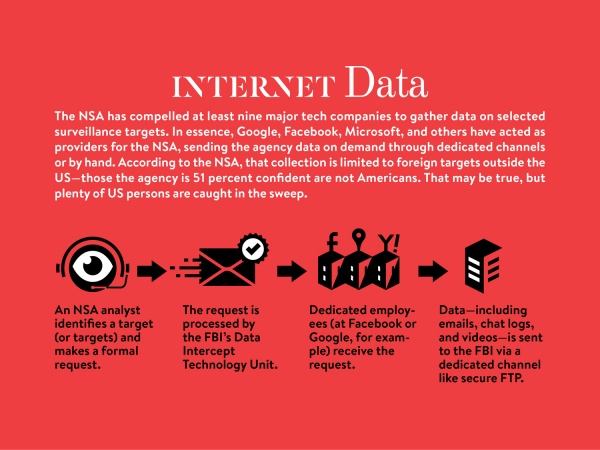 INTERNET Data
The NSA has compelled at least nine major tech companies to gather data on selected
surveillance targets. In essence, Google, Facebook, Microsoft, and others have acted as
providers for the NSA, sending the agency data on demand through dedicated channels
or by hand. According to the NSA, that collection is limited to foreign targets outside the
US—those the agency is 51 percent confident are not Americans. That may be true, but
plenty of US persons are caught in the sweep.
f Y!
An NSA analyst
identifies a target
(or targets) and
makes a formal
request.
The request is
processed by
the FBI's Data
Intercept
Technology Unit.
Dedicated employ-
ees (at Facebook or
Google, for exam-
ple) receive the
request.
Data—including
emails, chat logs,
and videos—is sent
to the FBI via a
dedicated channel
like secure FTP.